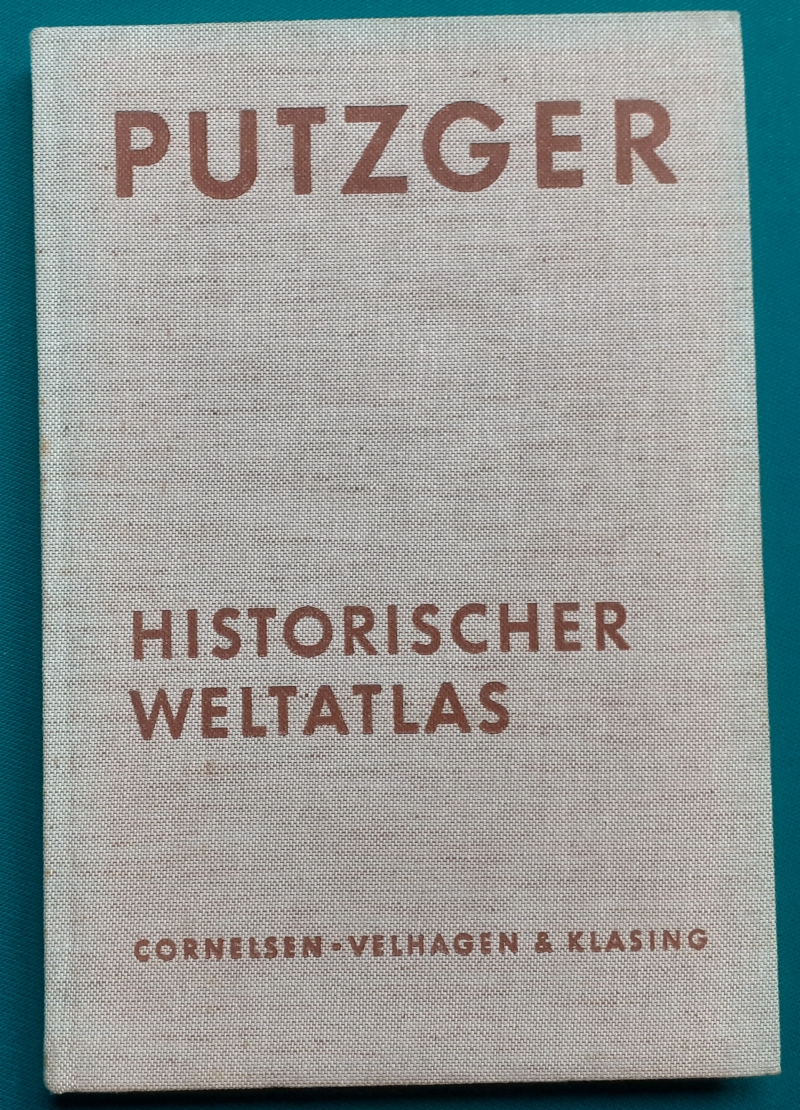 PUTZGER
HISTORISCHER
WELTATLAS
CORNELSEN-VELHAGEN & KLASING